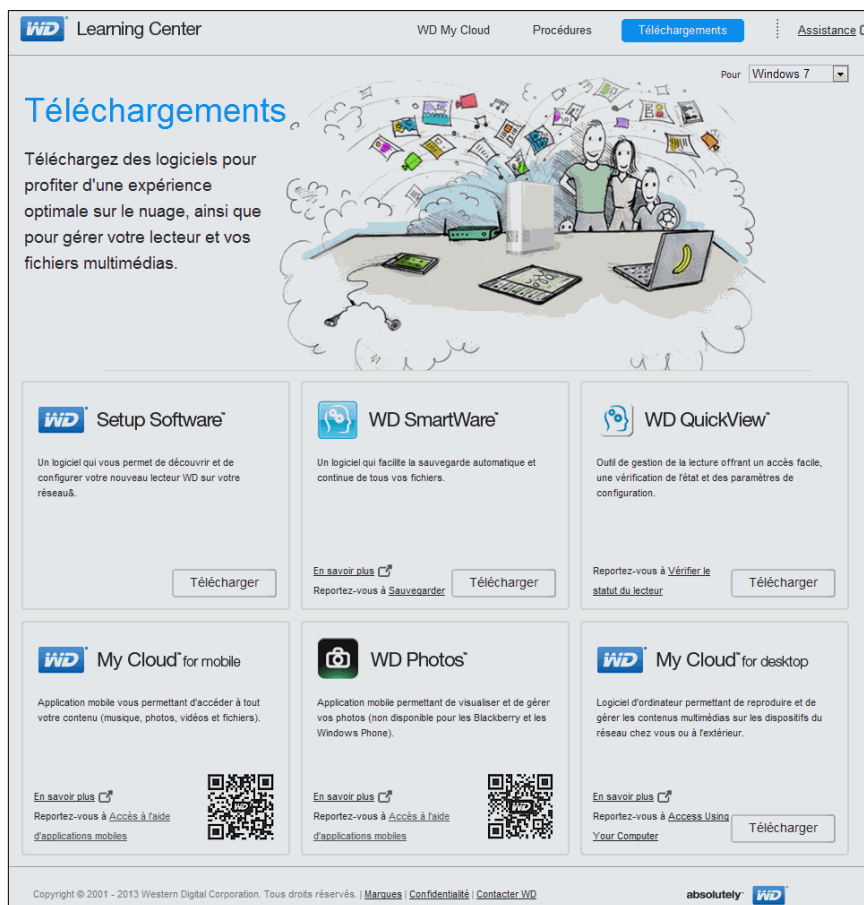 WD Learning Center
WD My Cloud
Procédures
Téléchargements
Assistance
Pour Windows 7
Téléchargements
Téléchargez des logiciels pour
profiter d'une expérience
optimale sur le nuage, ainsi que
pour gérer votre lecteur et vos
fichiers multimédias.
WD Setup Software™
Un logiciel qui vous permet de découvrir et de
configurer votre nouveau lecteur WD sur votre
réseau&.
Télécharger
WD SmartWare™
Un logiciel qui facilite la sauvegarde automatique et
continue de tous vos fichiers.
En savoir plus
Reportez-vous à Sauvegarder
Télécharger
WD QuickView™
Outil de gestion de la lecture offrant un accès facile,
une vérification de l'état et des paramètres de
configuration.
Reportez-vous à Vérifier le
statut du lecteur
Télécharger
WD My Cloud™ for mobile
Application mobile vous permettant d'accéder à tout
votre contenu (musique, photos, vidéos et fichiers).
En savoir plus
Reportez-vous à Accès à l'aide
d'applications mobiles
WD
WD Photos™
Application mobile permettant de visualiser et de gérer
vos photos (non disponible pour les Blackberry et les
Windows Phone).
En savoir plus
Reportez-vous à Accès à l'aide
d'applications mobiles
WD
WD My Cloud™ for desktop
Logiciel d'ordinateur permettant de reproduire et de
gérer les contenus multimédias sur les dispositifs du
réseau chez vous ou à l'extérieur.
En savoir plus
Reportez-vous à Access Using
Your Computer
Télécharger
Copyright © 2001 - 2013 Western Digital Corporation. Tous droits réservés. | Marques | Confidentialité | Contacter WD
absolutely™ WD